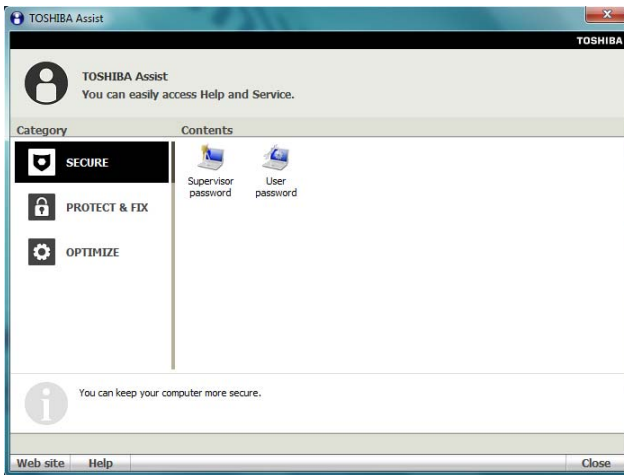 TOSHIBA Assist
TOSHIBA
TOSHIBA Assist
You can easily access Help and Service.
Category
Contents
SECURE
PROTECT & FIX
OPTIMIZE
Supervisor
password
User
password
You can keep your computer more secure.
Web site
Help
Close